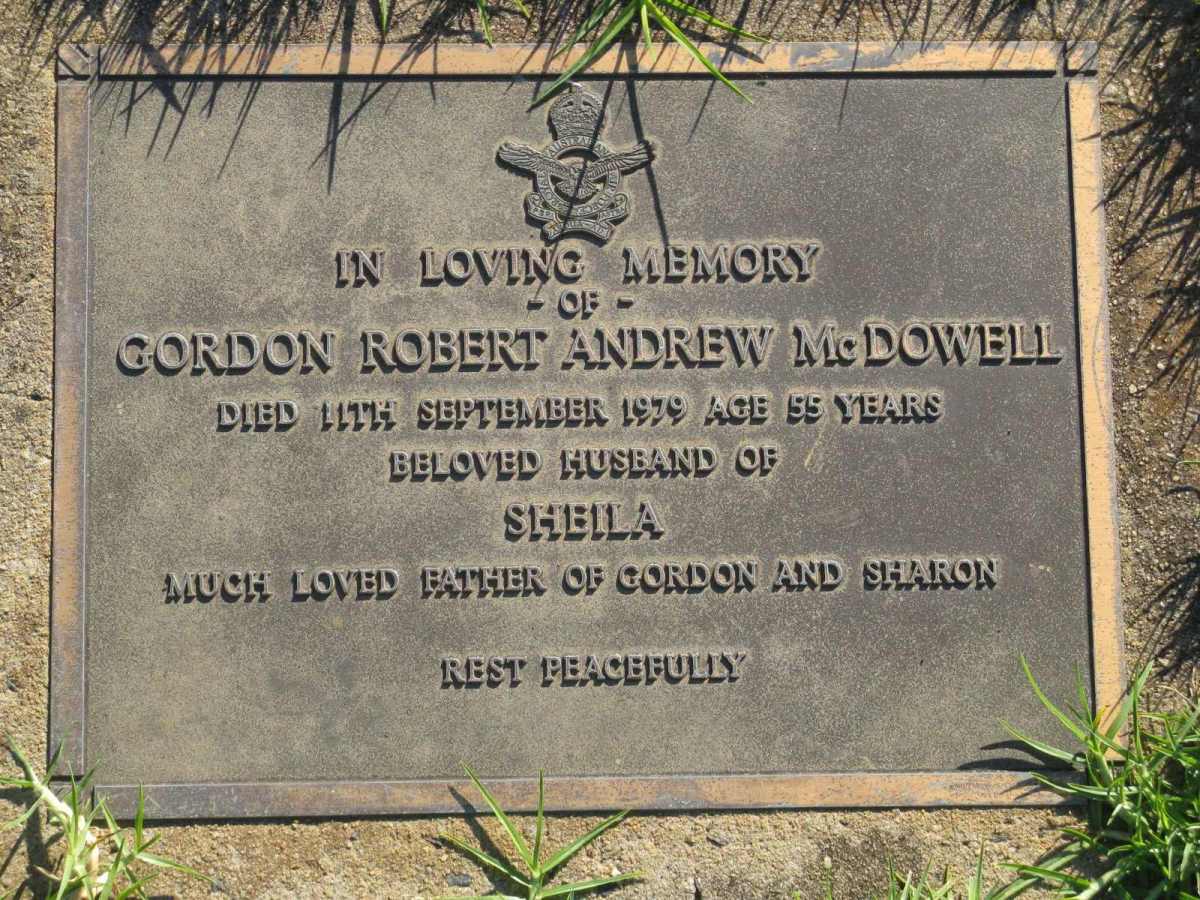 AUSTRALIAN
IN LOVING MEMORY
- OF -
GORDON ROBERT ANDREW McDOWELL
DIED 11TH SEPTEMBER 1979 AGE 55 YEARS
BELOVED HUSBAND OF
SHEILA
MUCH LOVED FATHER OF GORDON AND SHARON
REST PEACEFULLY